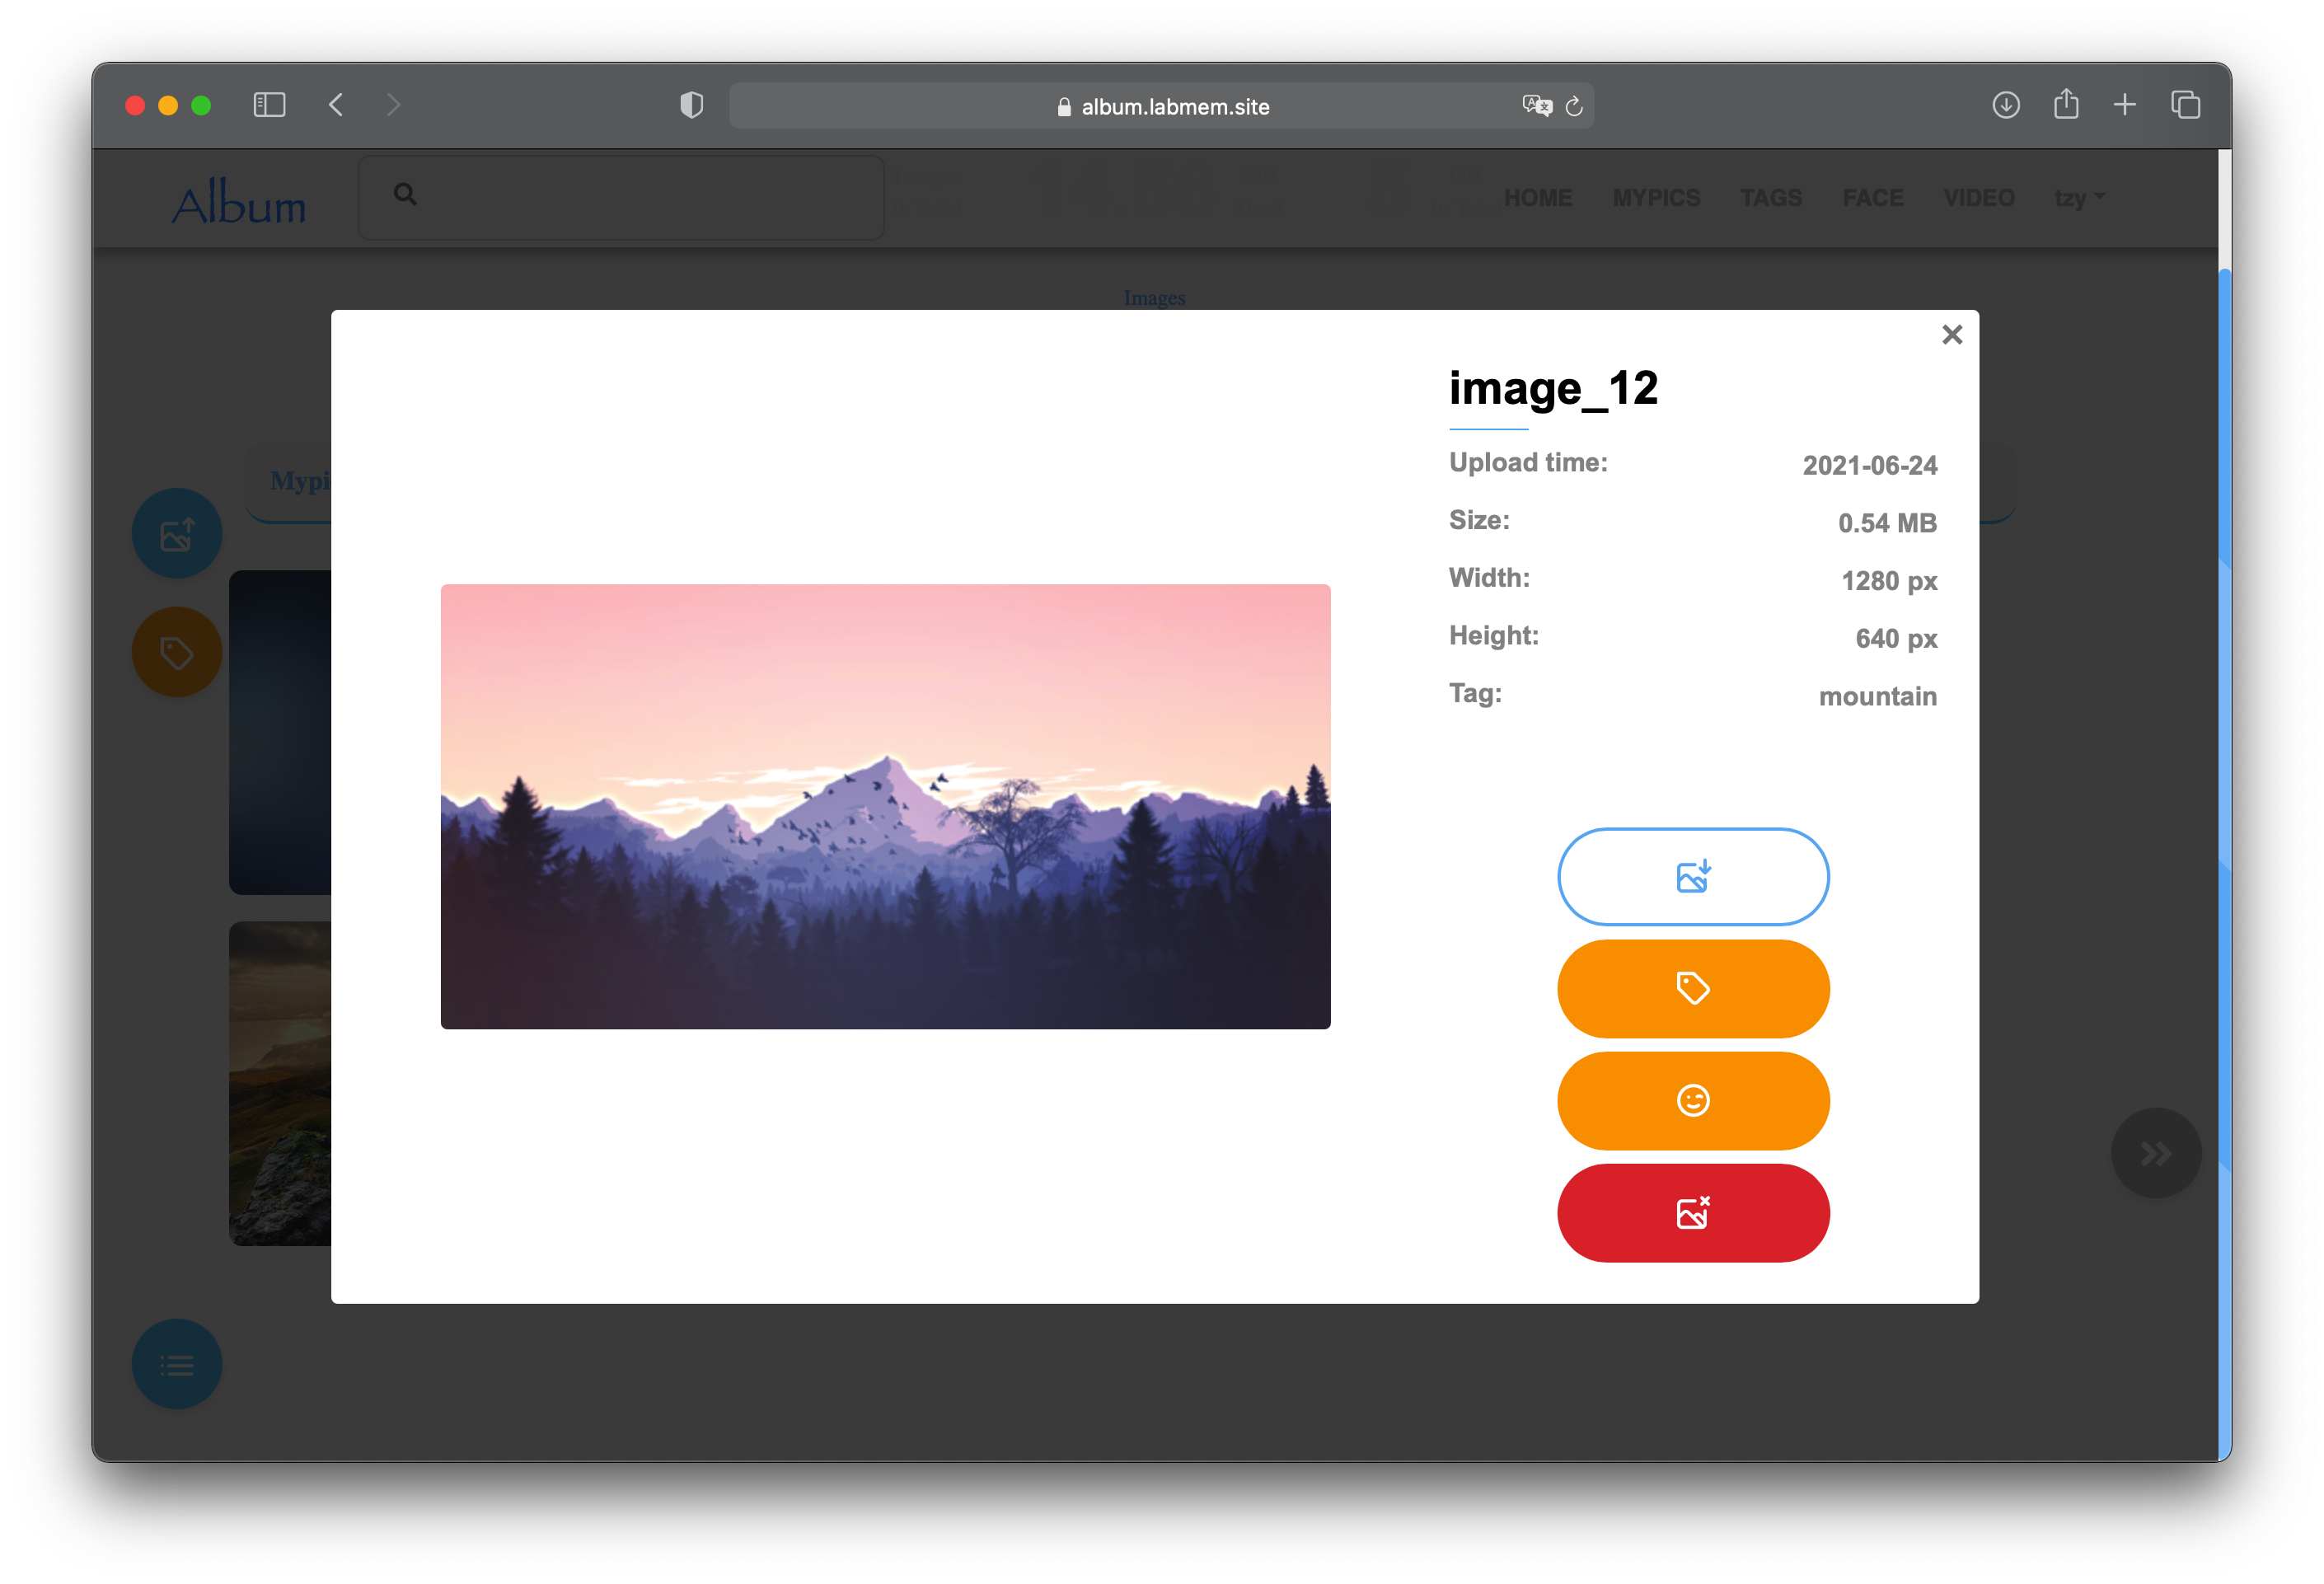 album.labmem.site
Album
HOME MYPICS TAGS FACE VIDEO tzy
Images
image_12
Upload time: 2021-06-24
Size: 0.54 MB
Width: 1280 px
Height: 640 px
Tag: mountain